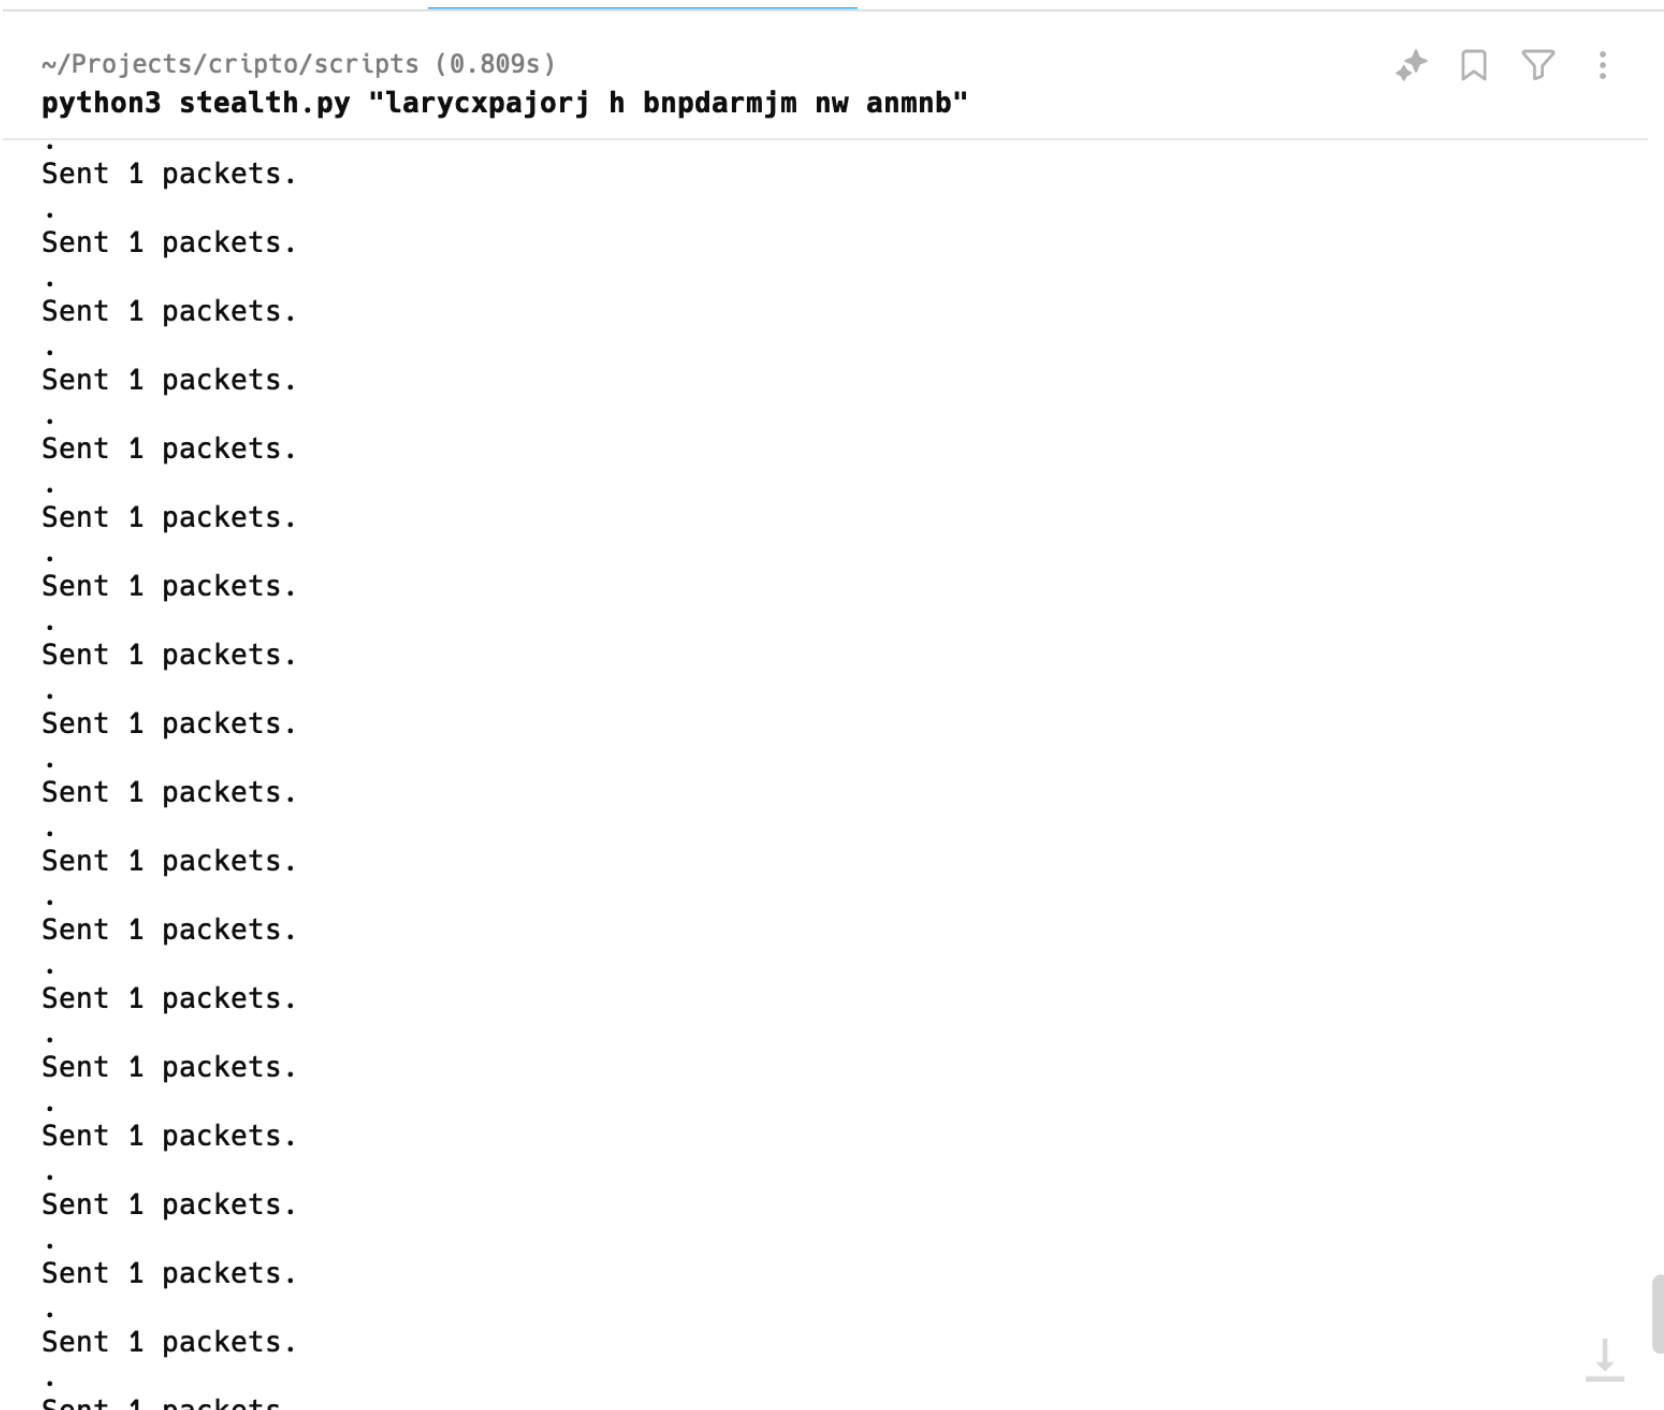 ~/Projects/cripto/scripts (0.809s)
python3 stealth.py "larycxpajorj h bnpdarmjm nw anmnb"
.
Sent 1 packets.
.
Sent 1 packets.
.
Sent 1 packets.
.
Sent 1 packets.
.
Sent 1 packets.
.
Sent 1 packets.
.
Sent 1 packets.
.
Sent 1 packets.
.
Sent 1 packets.
.
Sent 1 packets.
.
Sent 1 packets.
.
Sent 1 packets.
.
Sent 1 packets.
.
Sent 1 packets.
.
Sent 1 packets.
.
Sent 1 packets.
.
Sent 1 packets.
.
Sent 1 packets.
.
Sent 1 packets.